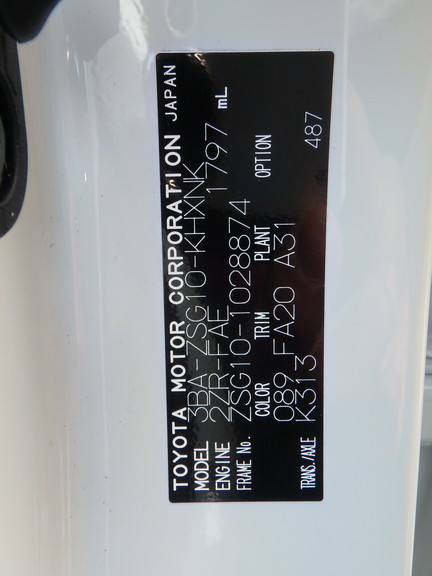 TOYOTA MOTOR CORPORATION JAPAN
MODEL 3BA-ZSG10-KHXNK
ENGINE 2ZR-FAE 1797 mL
FRAME No. ZSG10-1028874
COLOR TRIM PLANT OPTION
089 FA20 A31
TRANS./AXLE K313 487